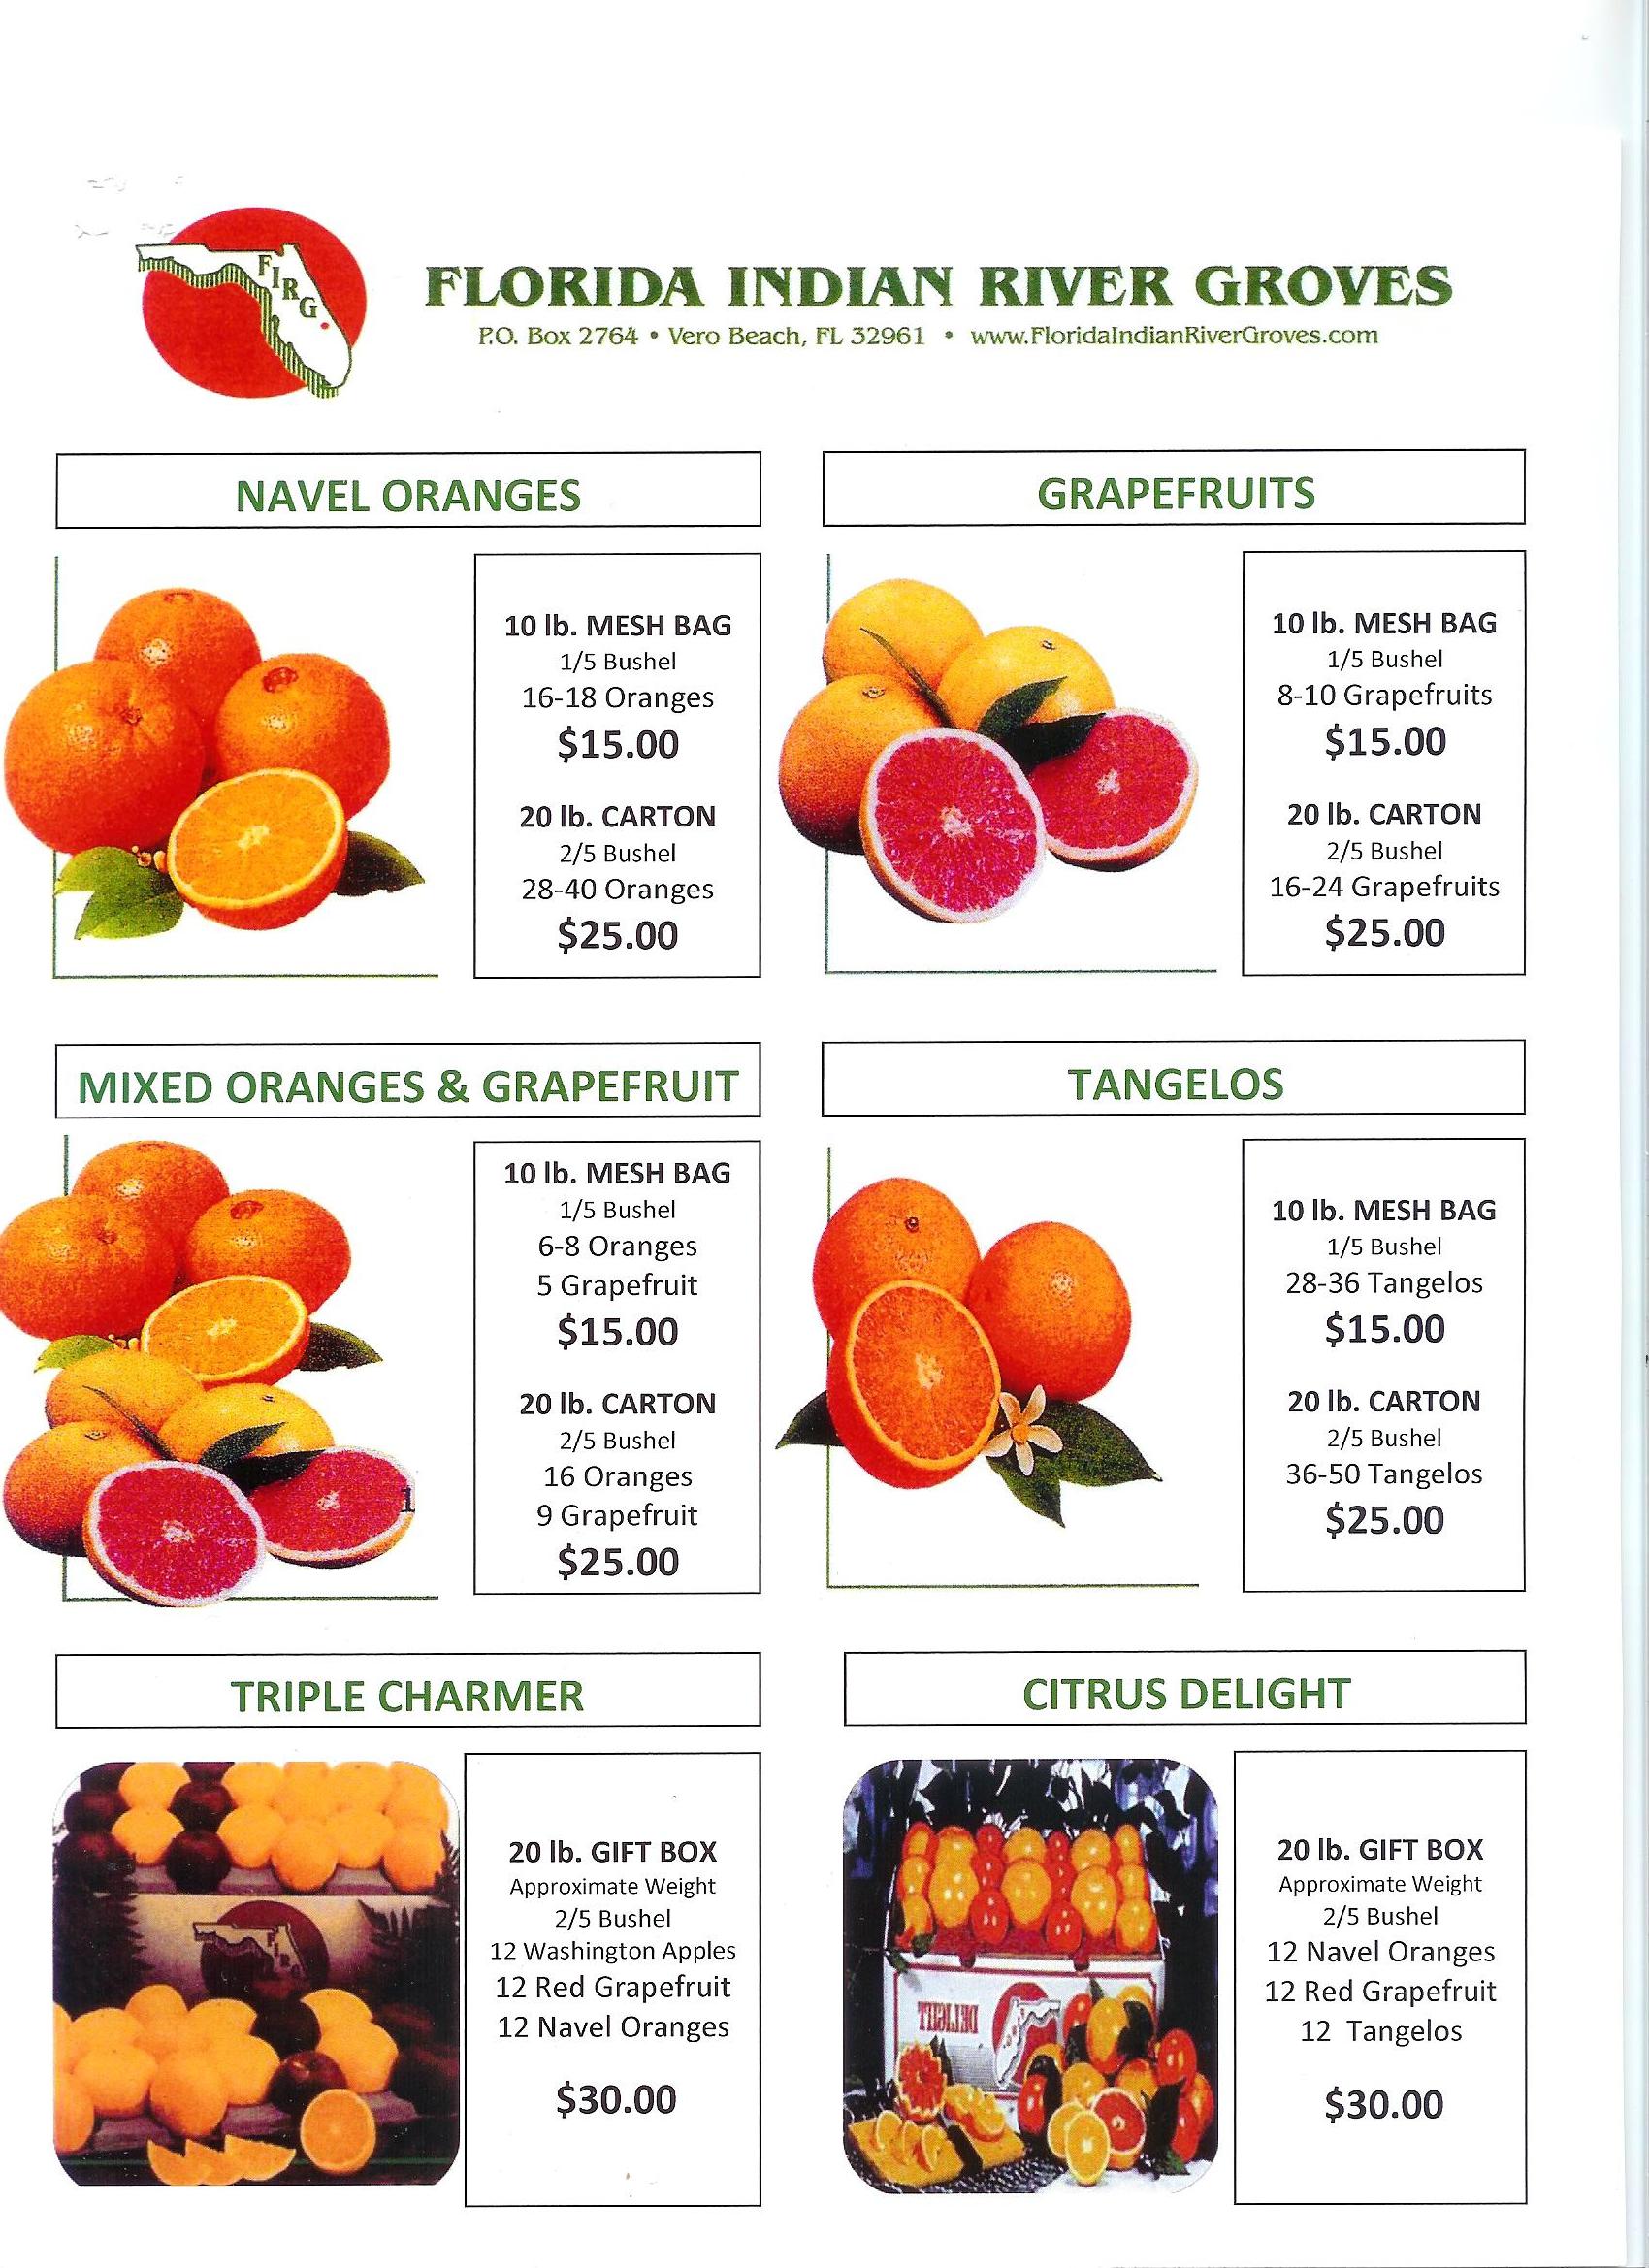 FIRG
FLORIDA INDIAN RIVER GROVES
P.O. Box 2764 • Vero Beach, FL 32961 • www.FloridaIndianRiverGroves.com
NAVEL ORANGES
10 lb. MESH BAG
1/5 Bushel
16-18 Oranges
$15.00
20 lb. CARTON
2/5 Bushel
28-40 Oranges
$25.00
GRAPEFRUITS
10 lb. MESH BAG
1/5 Bushel
8-10 Grapefruits
$15.00
20 lb. CARTON
2/5 Bushel
16-24 Grapefruits
$25.00
MIXED ORANGES & GRAPEFRUIT
1
10 lb. MESH BAG
1/5 Bushel
6-8 Oranges
5 Grapefruit
$15.00
20 lb. CARTON
2/5 Bushel
16 Oranges
9 Grapefruit
$25.00
TANGELOS
10 lb. MESH BAG
1/5 Bushel
28-36 Tangelos
$15.00
20 lb. CARTON
2/5 Bushel
36-50 Tangelos
$25.00
TRIPLE CHARMER
20 lb. GIFT BOX
Approximate Weight
2/5 Bushel
12 Washington Apples
12 Red Grapefruit
12 Navel Oranges
$30.00
CITRUS DELIGHT
DELIGHT
20 lb. GIFT BOX
Approximate Weight
2/5 Bushel
12 Navel Oranges
12 Red Grapefruit
12 Tangelos
$30.00